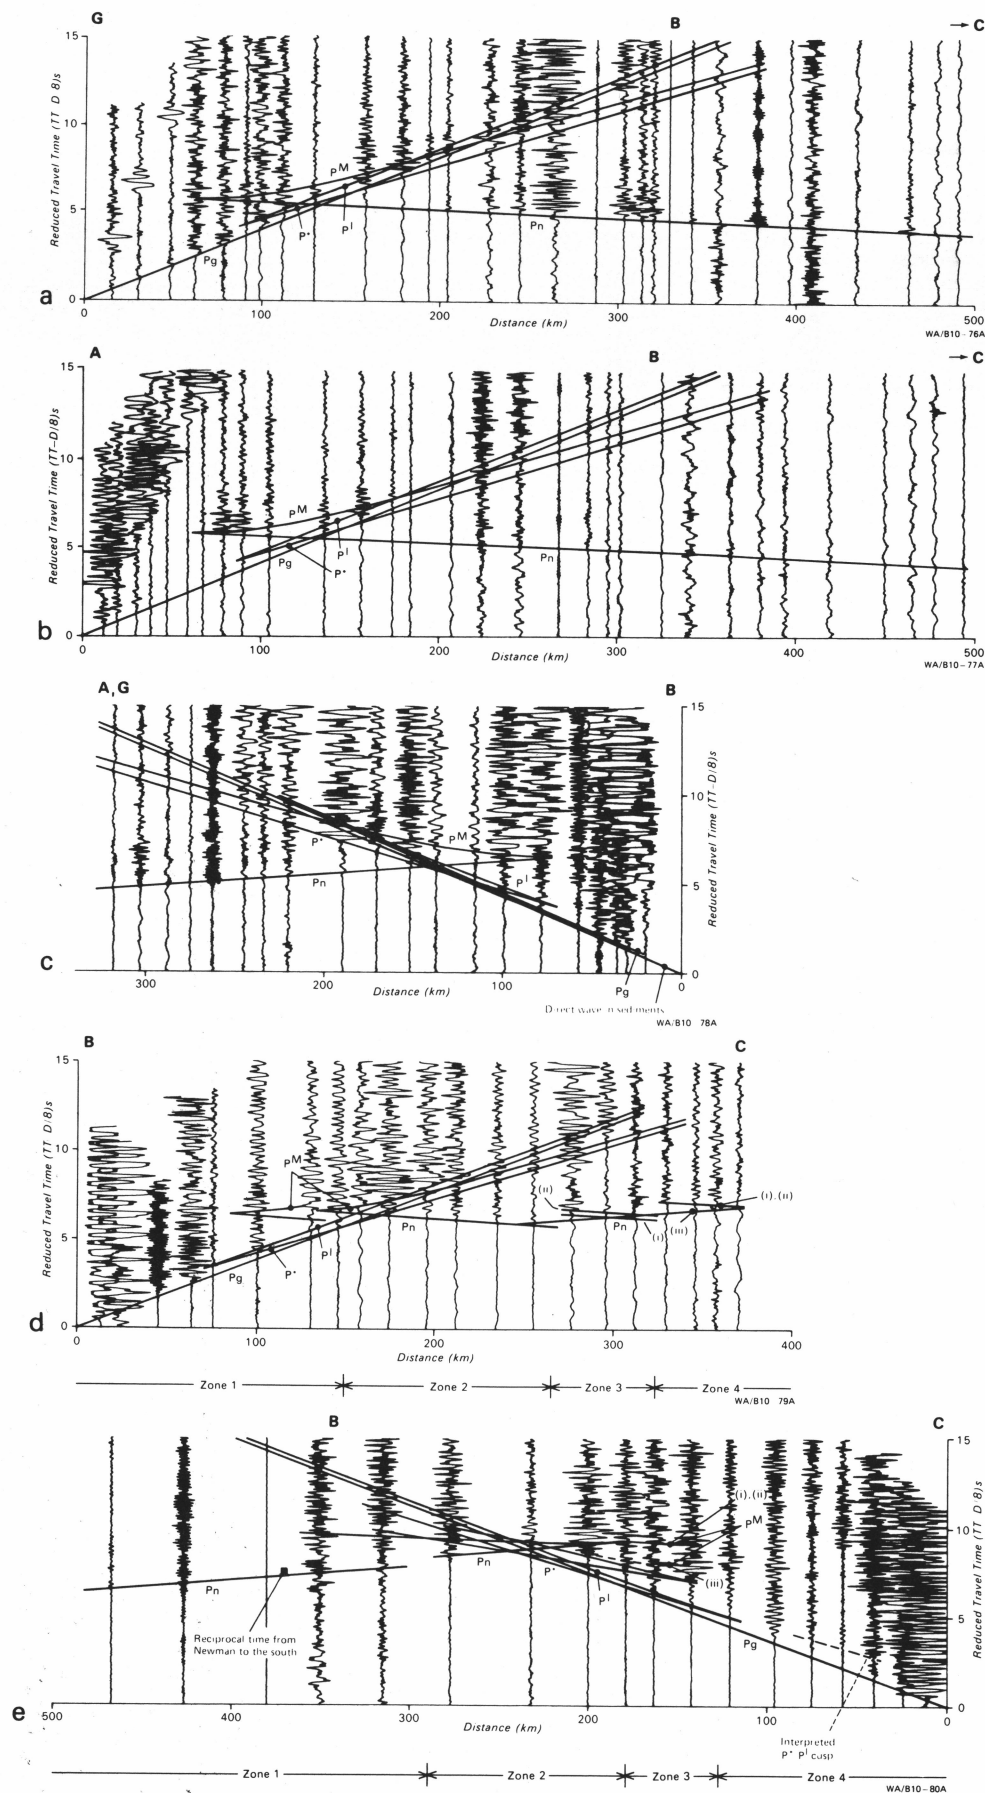 G B → C
15
10
5
0
Reduced Travel Time (TT D 8)s
PM
Pn
P*
PI
Pg
a
100 200 300 400 500
Distance (km)
WA/B10-76A
A B → C
15
10
5
0
Reduced Travel Time (TT-D/8)s
PM
Pn
PI
Pg
P*
b
0 100 200 300 400 500
Distance (km)
WA/B10-77A
A,G B
15
10
5
0
Reduced Travel Time (TT-D/8)s
PM
P*
Pn
PI
c
300 200 100 0
Distance (km)
Pg
Direct wave in sediments
WA/B10 78A
B C
15
10
5
0
Reduced Travel Time (TT D/8)s
PM
(II)
(I).(II)
Pn
Pn
(I)
(III)
PI
Pg
P*
d
0 100 200 300 400
Distance (km)
Zone 1 Zone 2 Zone 3 Zone 4
WA/B10 79A
B C
15
10
5
0
Reduced Travel Time (TT D/8)s
(I).(II)
PM
Pn
P*
(III)
Pn
PI
Pg
Reciprocal time from
Newman to the south
e
500 400 300 200 100 0
Distance (km)
Interpreted
P* PI cusp
Zone 1 Zone 2 Zone 3 Zone 4
WA/B10-80A